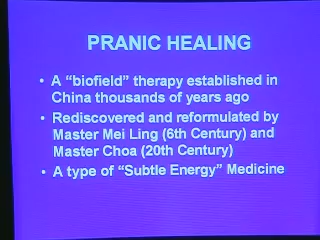 PRANIC HEALING
• A "biofield" therapy established in
China thousands of years ago
• Rediscovered and reformulated by
Master Mei Ling (6th Century) and
Master Choa (20th Century)
• A type of "Subtle Energy" Medicine